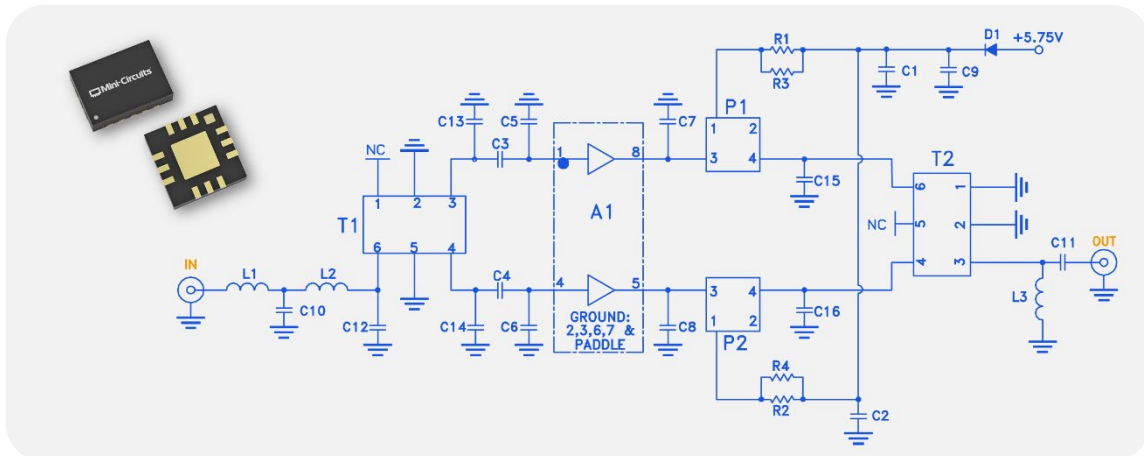 Mini-Circuits
R1
R3
D1
+5.75V
C1
C9
C13
C5
C7
P1
1
2
3
4
C3
NC
1
8
C15
T2
6
1
5
2
4
3
NC
1
2
3
T1
6
5
4
A1
C11
OUT
IN
L1
L2
C10
C12
C4
C14
C6
4
5
GROUND:
2,3,6,7 &
PADDLE
C8
3
4
1
2
P2
C16
L3
R4
R2
C2